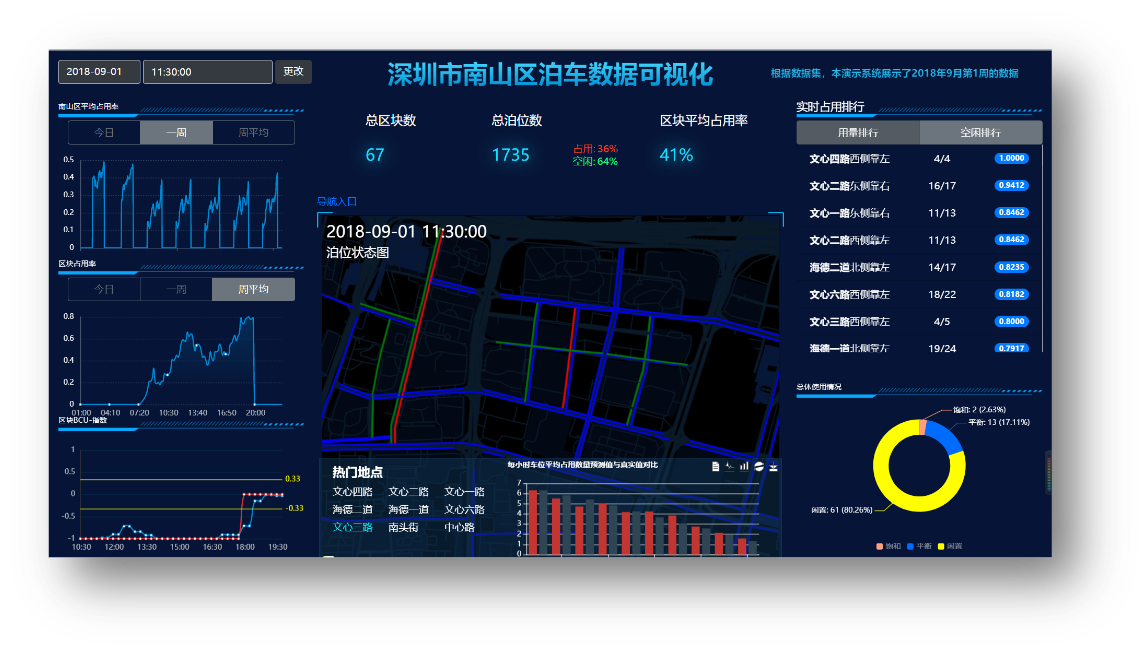 2018-09-01 11:30:00 更改
深圳市南山区泊车数据可视化
根据数据集，本演示系统展示了2018年9月第1周的数据
南山区平均占用率
今日 一周 周平均
0.5
0.4
0.3
0.2
0.1
0
区块占用率
今日 一周 周平均
0.8
0.6
0.4
0.2
0
01:00 04:10 07:20 10:30 13:40 16:50 20:00
区块BCU-指数
1
0.5
0.33
0
-0.33
-0.5
-1
10:30 12:00 13:30 15:00 16:30 18:00 19:30
总区块数 总泊位数 区块平均占用率
67 1735 占用: 36% 41%
空闲: 64%
导航入口
2018-09-01 11:30:00
泊位状态图
热门地点
文心四路 文心二路 文心一路
海德二道 海德一道 文心六路
文心三路 南头街 中心路
每小时车位平均占用数量预测值与真实值对比
7
6
5
4
3
2
1
0
实时占用排行
用量排行 空闲排行
文心四路西侧靠左 4/4 1.0000
文心二路东侧靠右 16/17 0.9412
文心一路东侧靠右 11/13 0.8462
文心二路西侧靠左 11/13 0.8462
海德二道北侧靠左 14/17 0.8235
文心六路西侧靠左 18/22 0.8182
文心三路西侧靠左 4/5 0.8000
海德一道北侧靠左 19/24 0.7917
总体使用情况
饱和: 2 (2.63%)
平衡: 13 (17.11%)
闲置: 61 (80.26%)
饱和 平衡 闲置